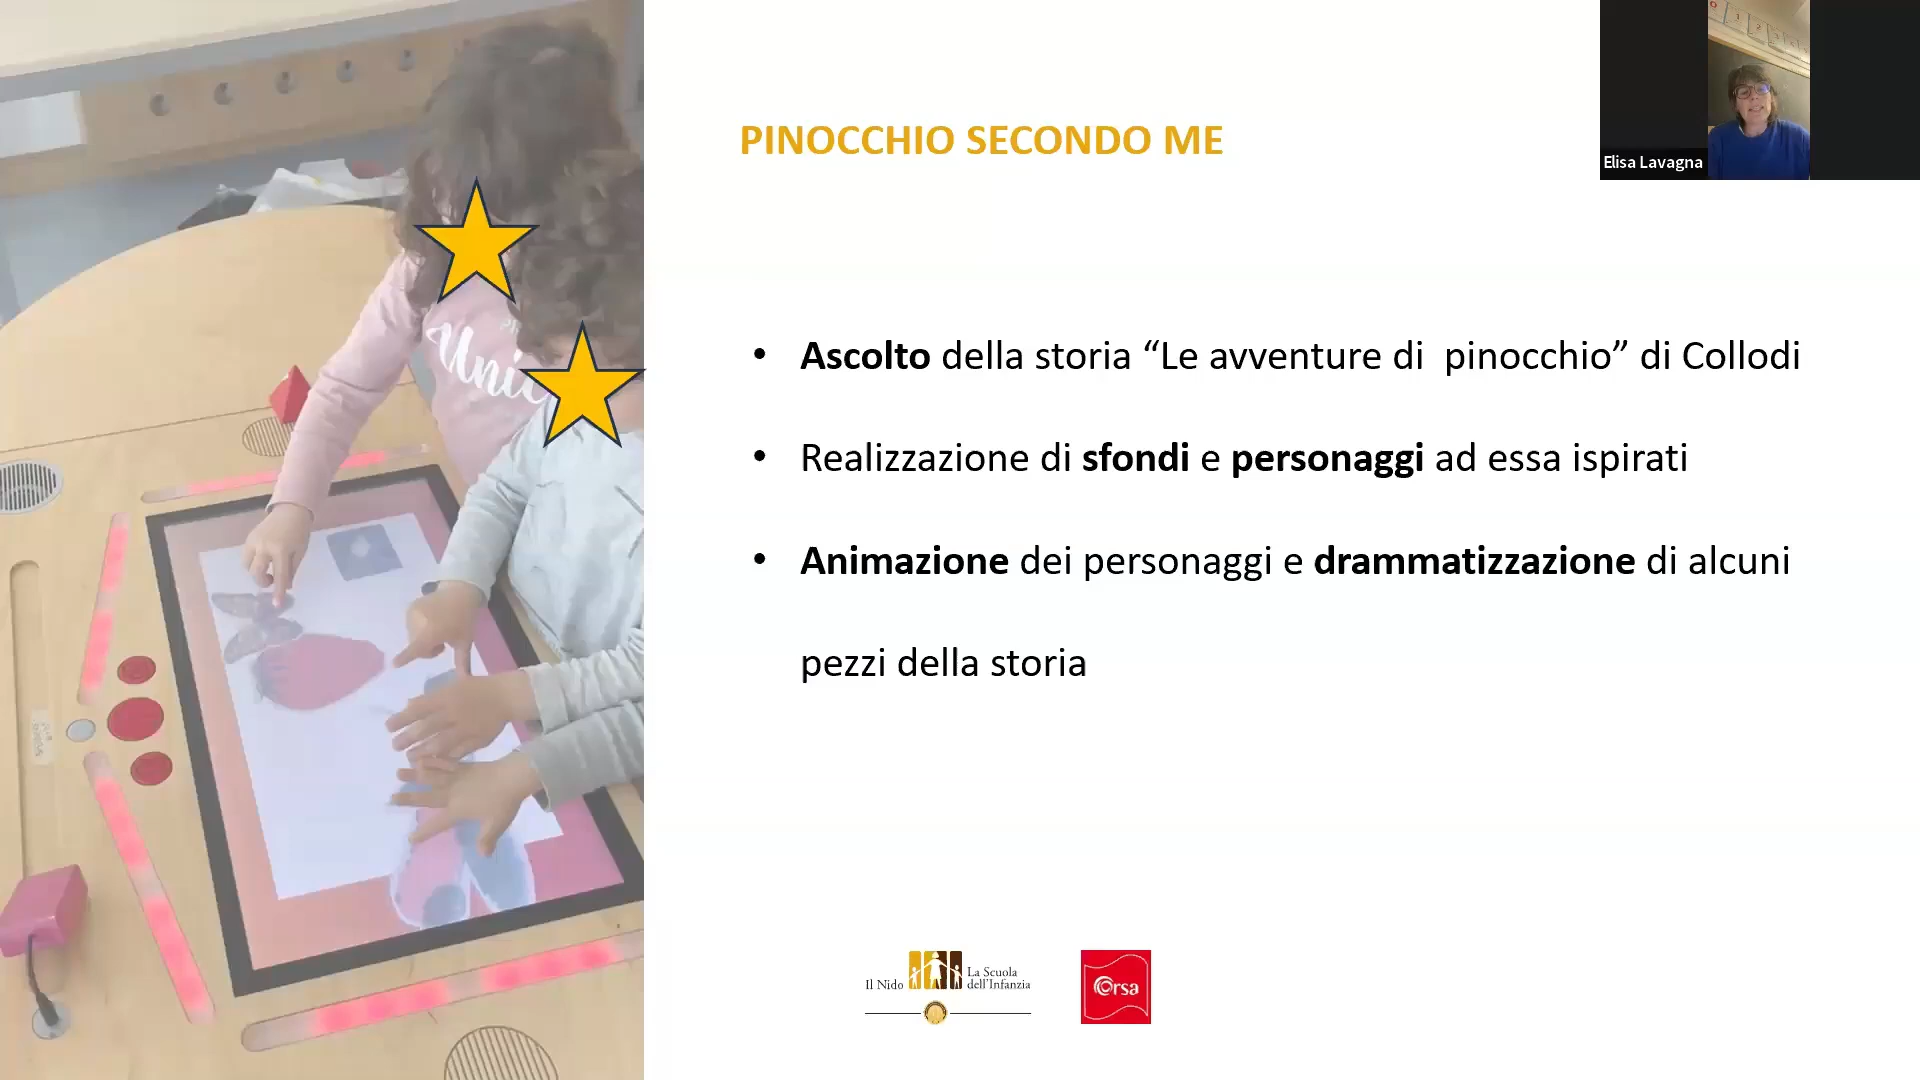 PINOCCHIO SECONDO ME
Elisa Lavagna
• Ascolto della storia “Le avventure di  pinocchio” di Collodi
• Realizzazione di sfondi e personaggi ad essa ispirati
• Animazione dei personaggi e drammatizzazione di alcuni
pezzi della storia
Il Nido
La Scuola
dell'Infanzia
Orsa